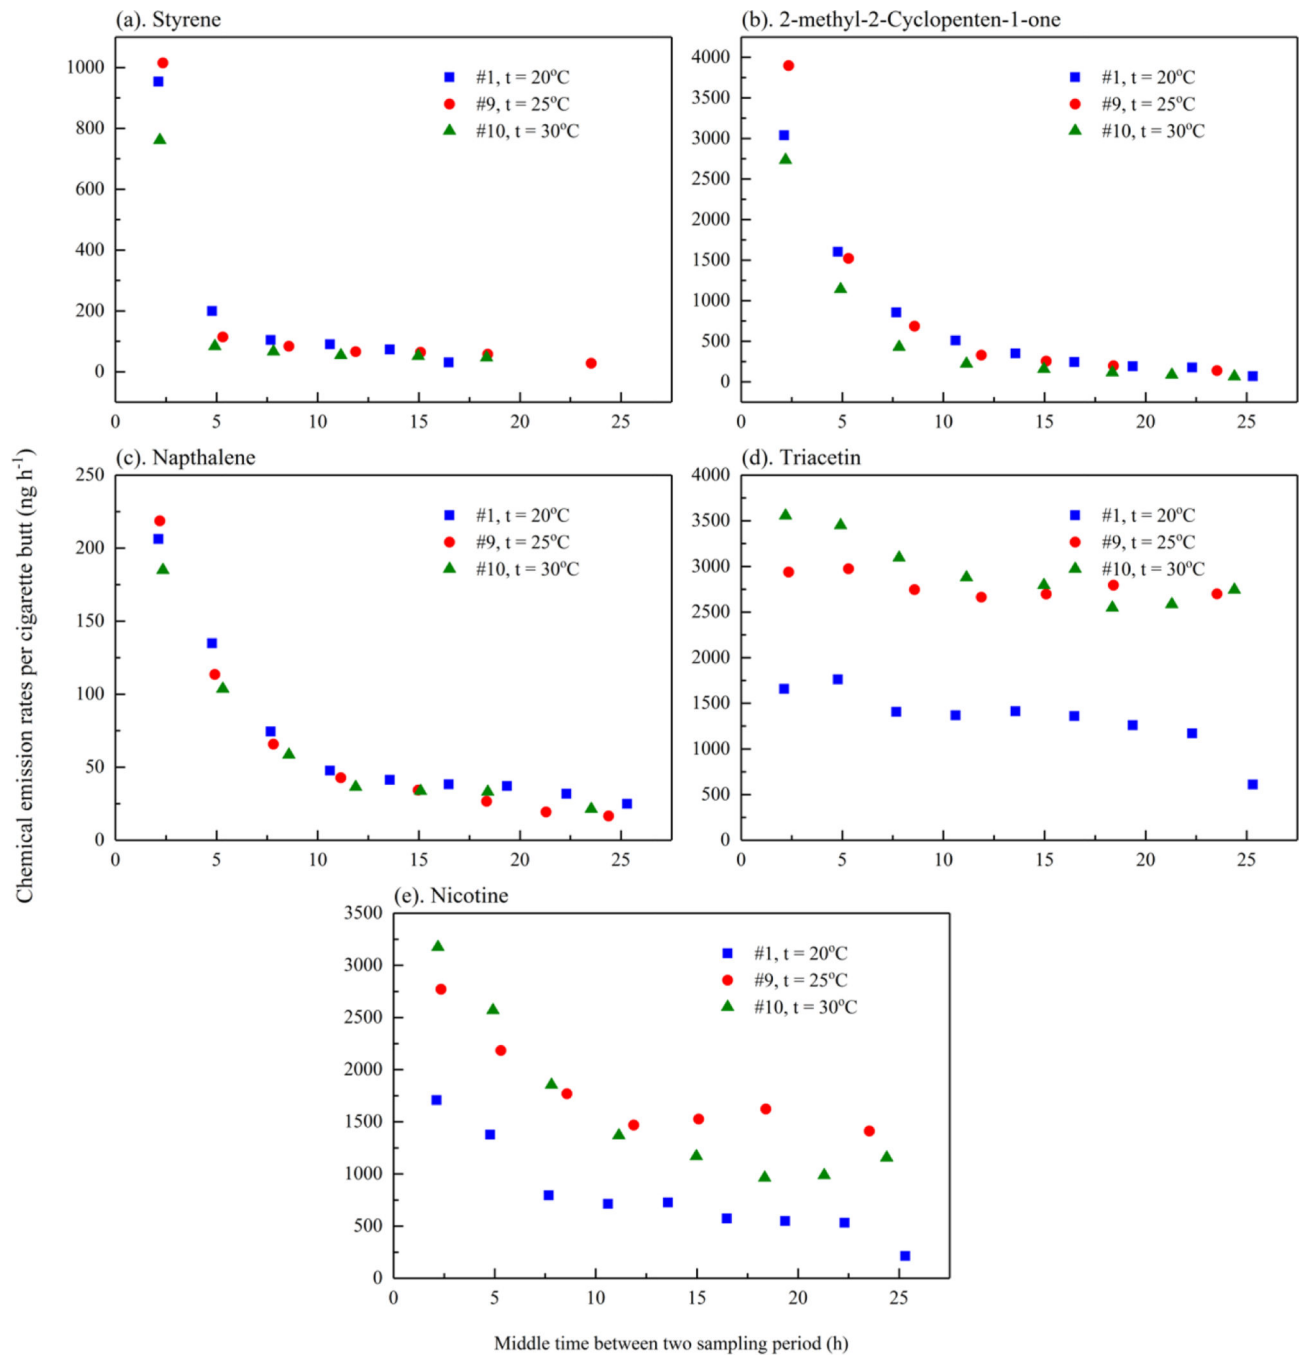 (a). Styrene
1000
800
600
400
200
0
0 5 10 15 20 25
#1, t = 20°C
#9, t = 25°C
#10, t = 30°C
(b). 2-methyl-2-Cyclopenten-1-one
4000
3500
3000
2500
2000
1500
1000
500
0
0 5 10 15 20 25
#1, t = 20°C
#9, t = 25°C
#10, t = 30°C
Chemical emission rates per cigarette butt (ng h⁻¹)
(c). Napthalene
250
200
150
100
50
0
0 5 10 15 20 25
#1, t = 20°C
#9, t = 25°C
#10, t = 30°C
(d). Triacetin
4000
3500
3000
2500
2000
1500
1000
500
0
0 5 10 15 20 25
#1, t = 20°C
#9, t = 25°C
#10, t = 30°C
(e). Nicotine
3500
3000
2500
2000
1500
1000
500
0
0 5 10 15 20 25
#1, t = 20°C
#9, t = 25°C
#10, t = 30°C
Middle time between two sampling period (h)